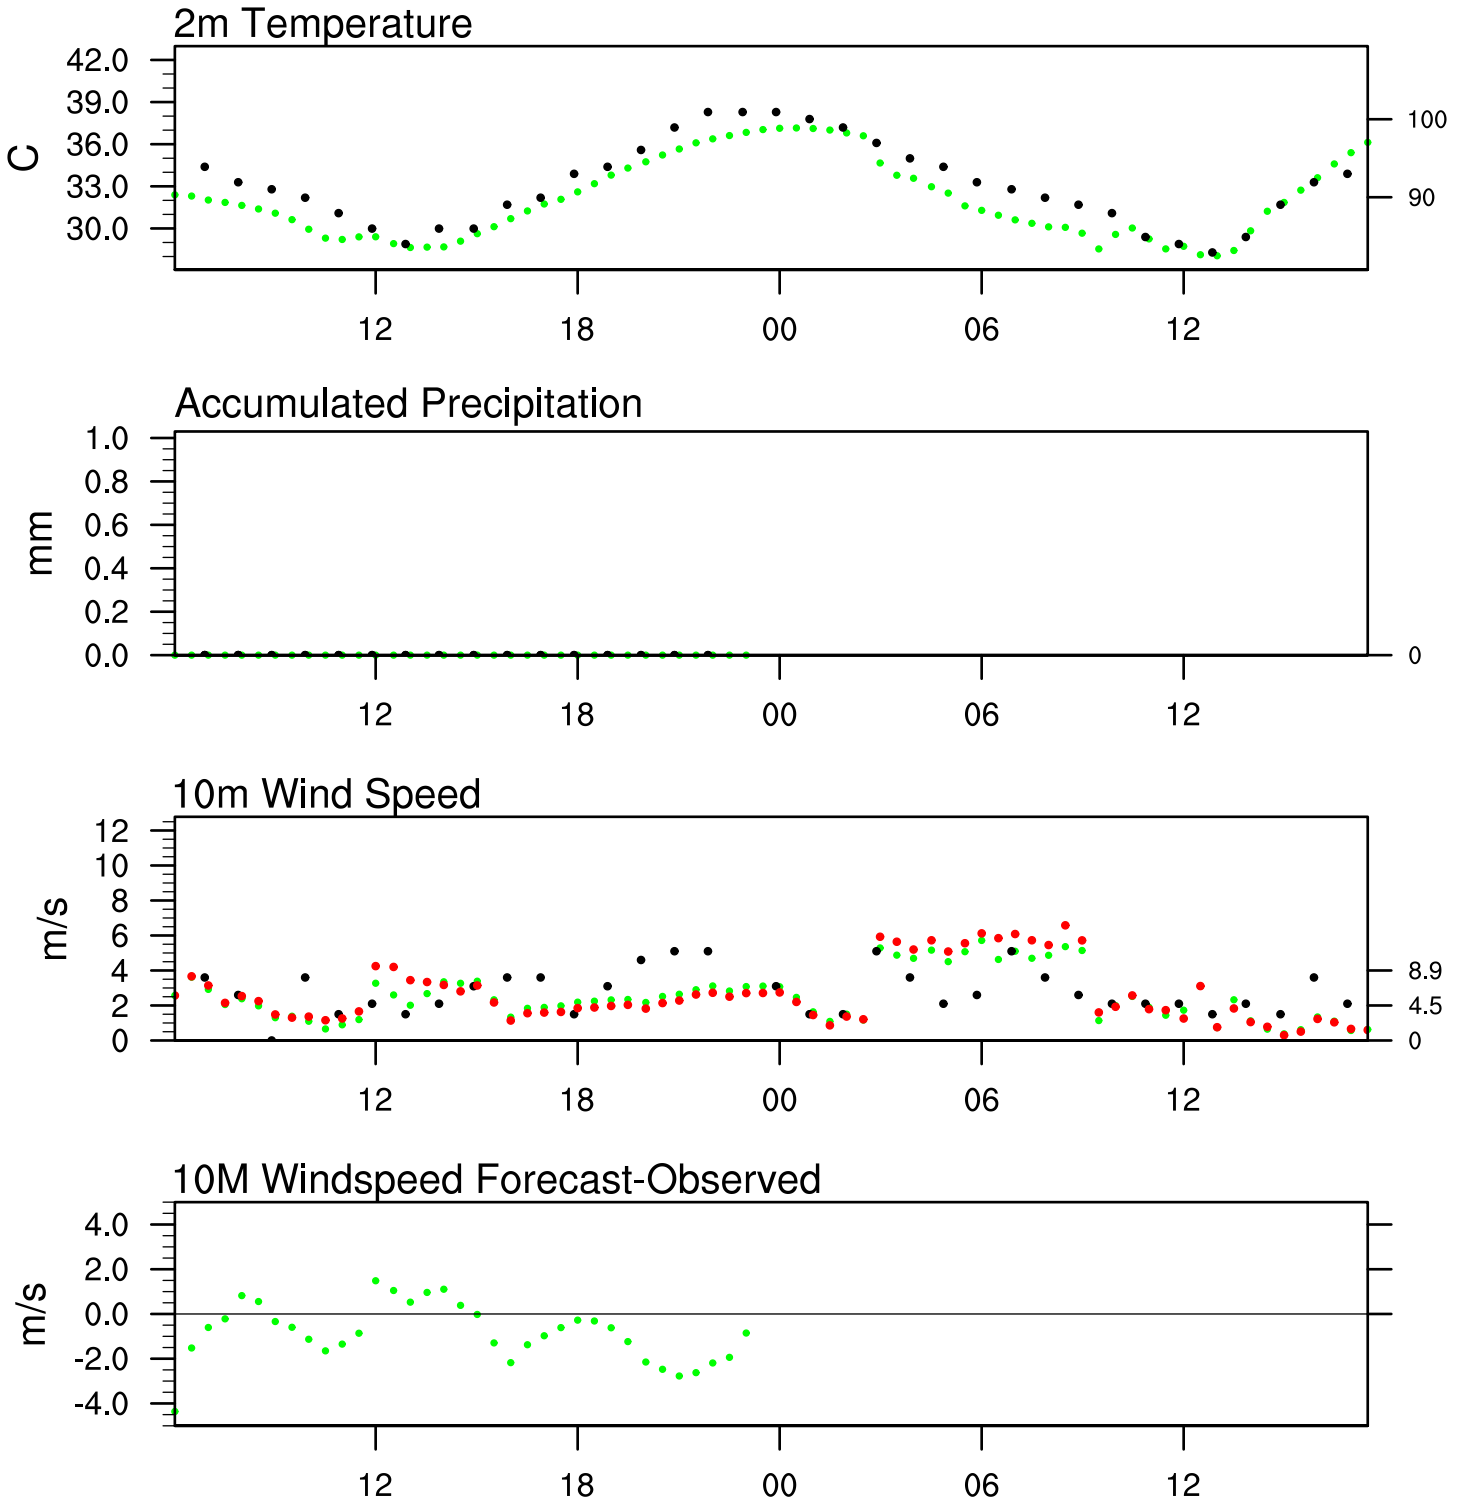 2m Temperature
42.0
39.0
36.0
33.0
30.0
C
100
90
12 18 00 06 12
Accumulated Precipitation
1.0
0.8
0.6
0.4
0.2
0.0
mm
0
12 18 00 06 12
10m Wind Speed
12
10
8
6
4
2
0
m/s
8.9
4.5
0
12 18 00 06 12
10M Windspeed Forecast-Observed
4.0
2.0
0.0
-2.0
-4.0
m/s
12 18 00 06 12